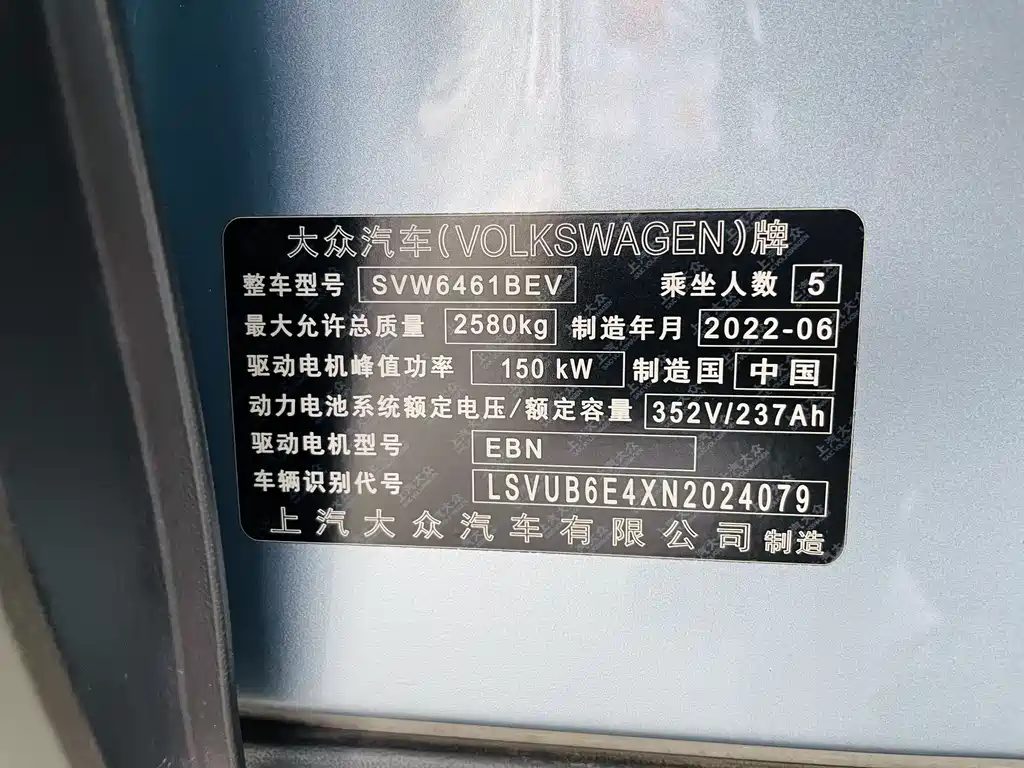 大众汽车(VOLKSWAGEN)牌
整车型号 SVW6461BEV 乘坐人数 5
最大允许总质量 2580kg 制造年月 2022-06
驱动电机峰值功率 150 kW 制造国 中国
动力电池系统额定电压/额定容量 352V/237Ah
驱动电机型号 EBN
车辆识别代号 LSVUB6E4XN2024079
上汽大众汽车有限公司 制造